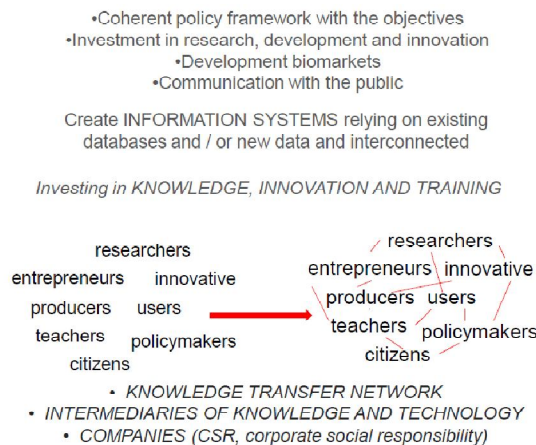 •Coherent policy framework with the objectives
•Investment in research, development and innovation
•Development biomarkets
•Communication with the public
Create INFORMATION SYSTEMS relying on existing
databases and / or new data and interconnected
Investing in KNOWLEDGE, INNOVATION AND TRAINING
researchers
entrepreneurs innovative
producers users
teachers policymakers
citizens
researchers
entrepreneurs innovative
producers users
teachers policymakers
citizens
• KNOWLEDGE TRANSFER NETWORK
• INTERMEDIARIES OF KNOWLEDGE AND TECHNOLOGY
• COMPANIES (CSR, corporate social responsibility)